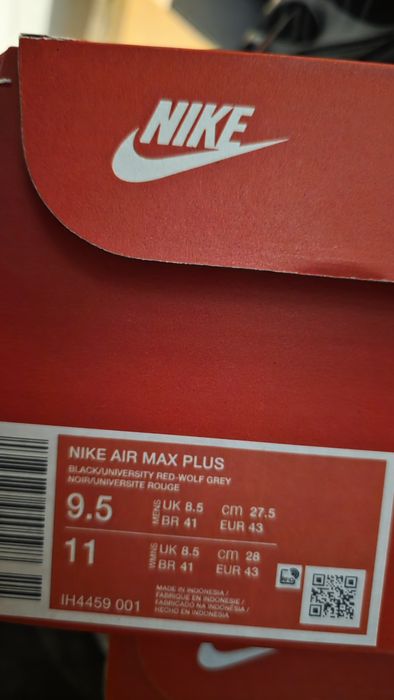 NIKE
NIKE AIR MAX PLUS
BLACK/UNIVERSITY RED-WOLF GREY
NOIR/UNIVERSITE ROUGE
9.5 MENS UK 8.5 cm 27.5
BR 41 EUR 43
11 WMNS UK 8.5 cm 28
BR 41 EUR 43
IH4459 001
MADE IN INDONESIA /
FABRIQUE EN INDONESIE /
FABRICADO NA INDONÉSIA /
HECHO EN INDONESIA